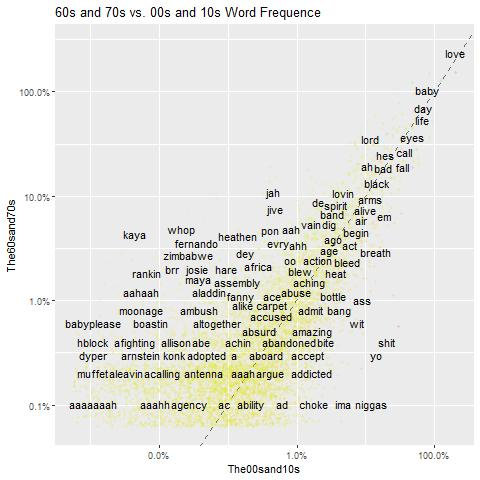 60s and 70s vs. 00s and 10s Word Frequence
love
100.0% baby
day
life
lord eyes
hes call
ah bad fall
black
10.0% jah lovin arms
jive de spirit alive
band air em
kaya whop pon aah vain dig begin
fernando heathen evry ahh ago act
zimbabwe dey age breath
rankin brr josie hare africa oo action bleed
maya assembly blew heat
aahaah aladdin fanny ace abuse aching bottle
1.0% ass
moonage ambush alike carpet admit bang
babyplease boastin altogether accused wit
absurd amazing
hblock afighting allison abe achin abandoned bite shit
dyper arnstein konk adopted a aboard accept yo
muffet aleavin acalling antenna aaah argue addicted
0.1% aaaaaaah aaahh agency ac ability ad choke ima niggas
The60sand70s
0.0% 1.0% 100.0%
The00sand10s